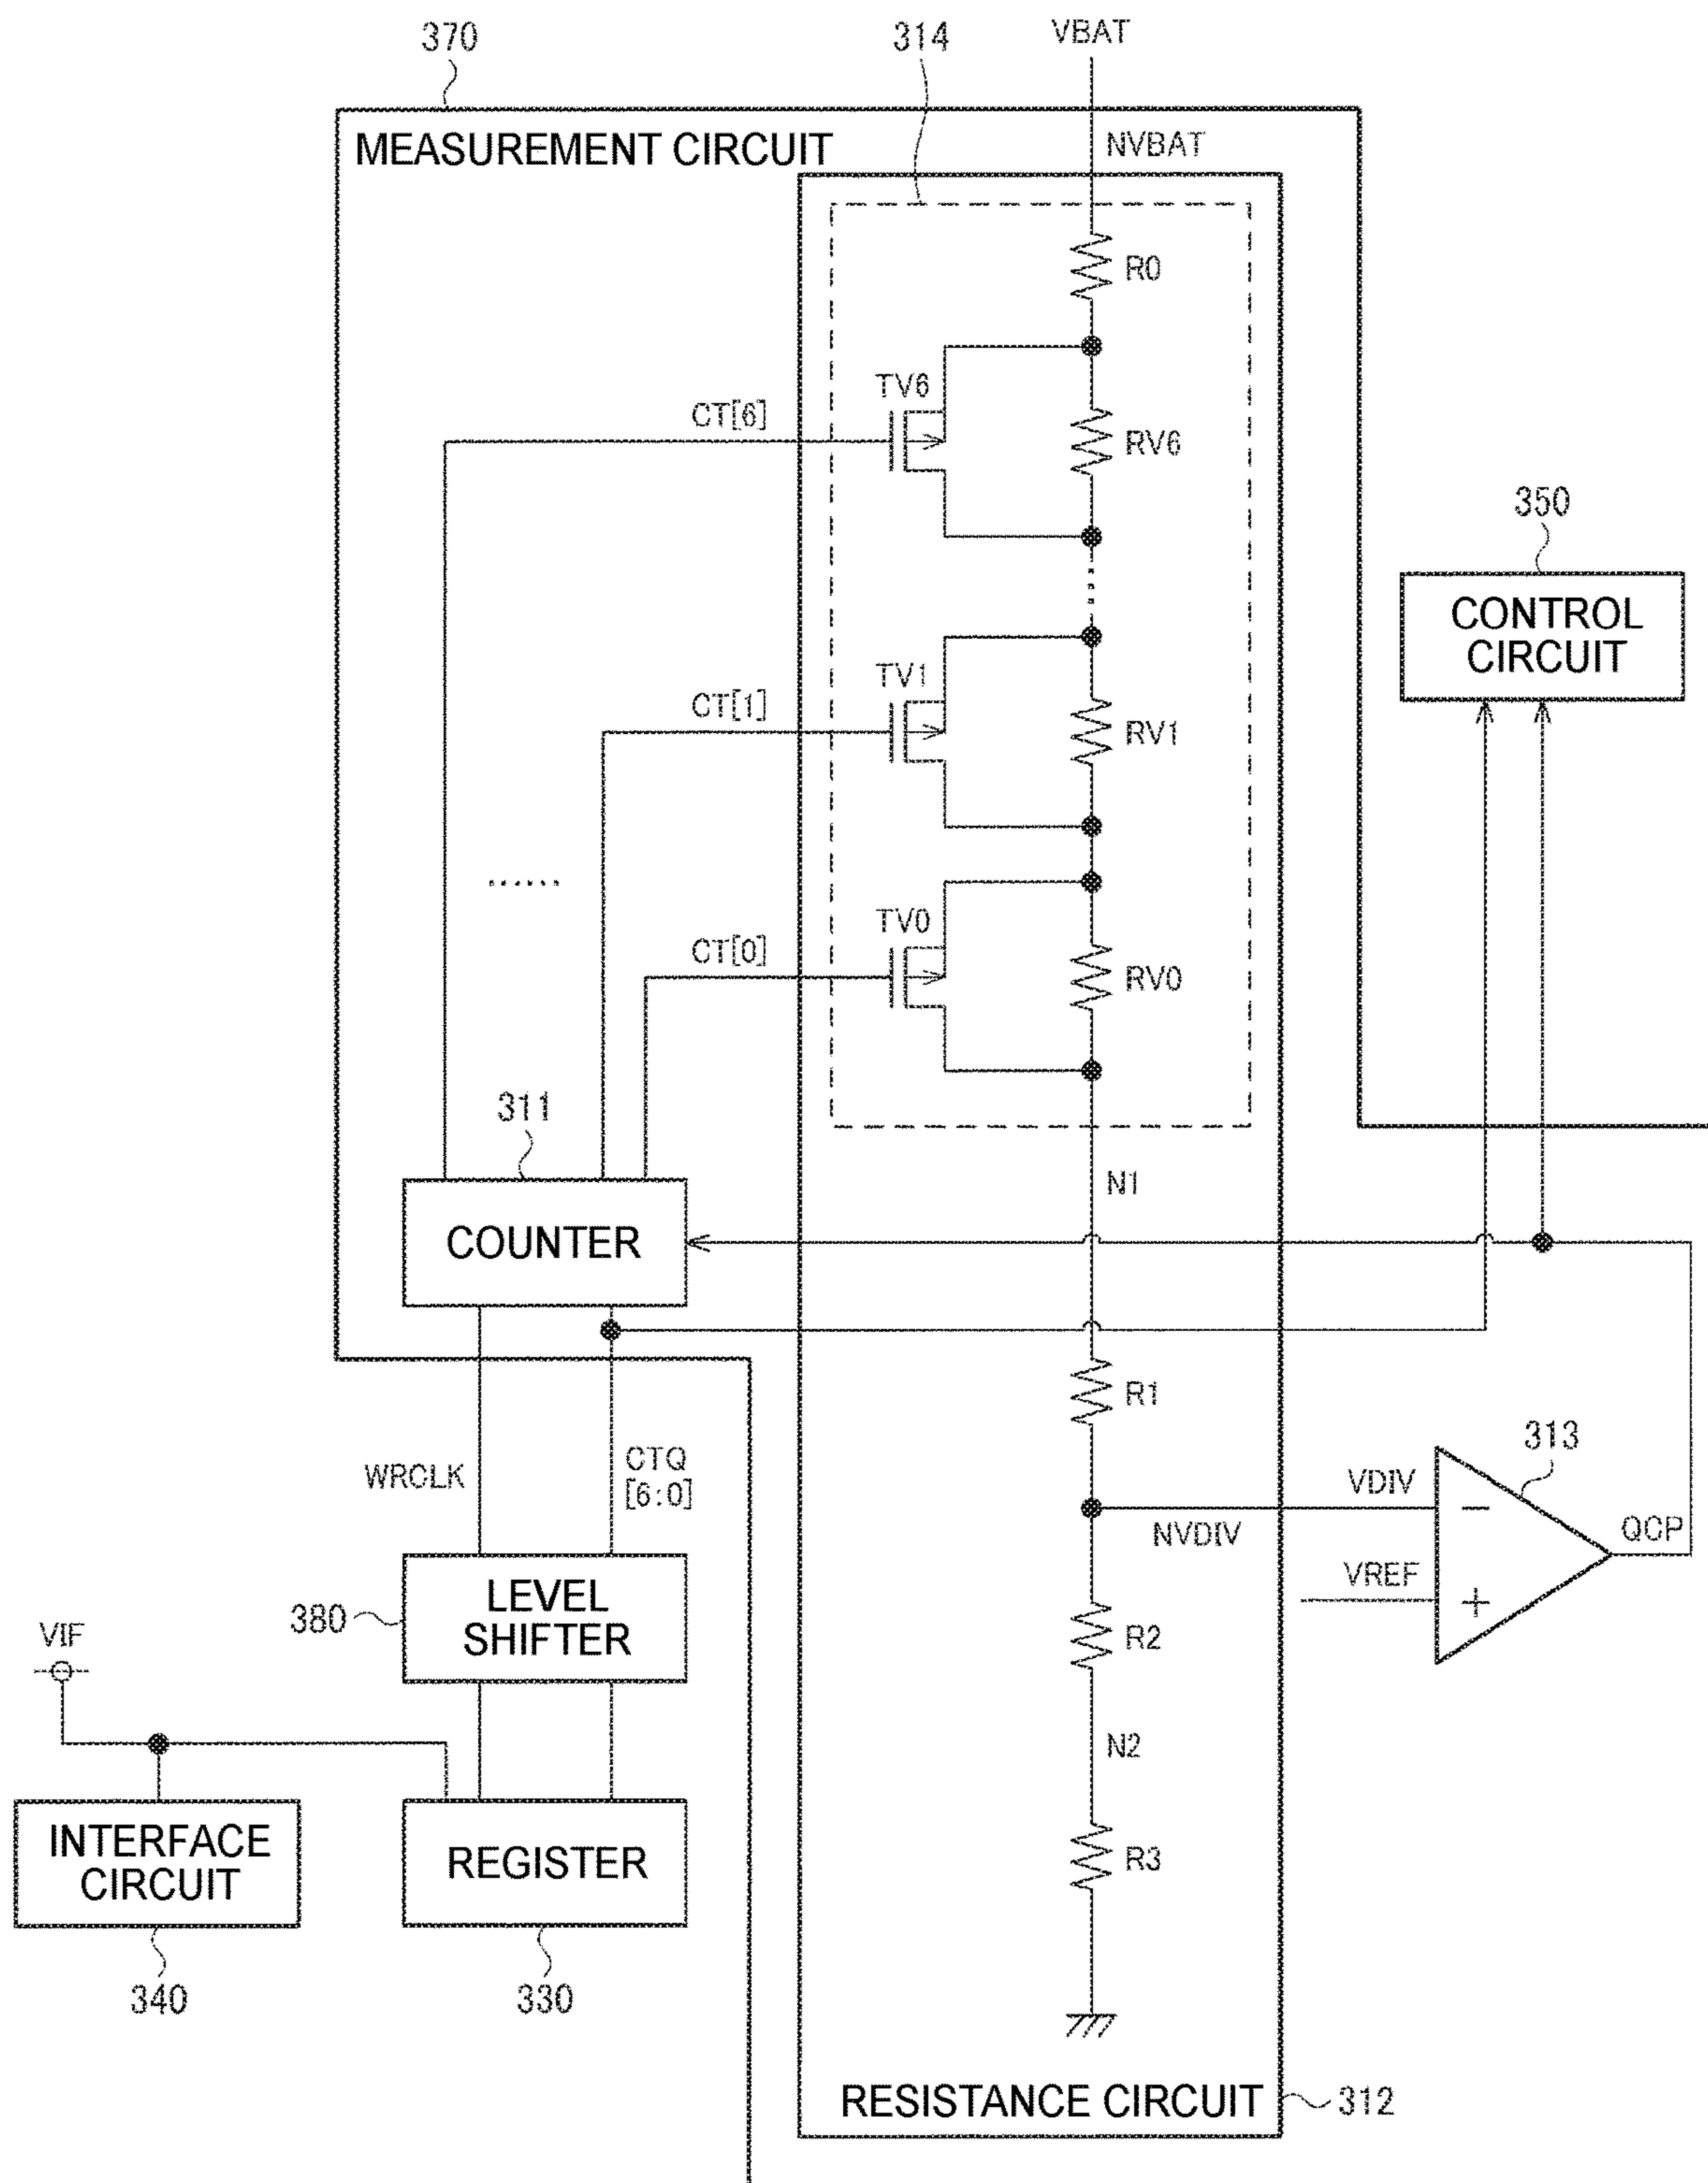 370
314
VBAT
MEASUREMENT CIRCUIT
NVBAT
R0
TV6
CT[6]
RV6
350
CONTROL
CIRCUIT
TV1
CT[1]
RV1
......
TV0
CT[0]
RV0
311
N1
COUNTER
R1
313
WRCLK
CTQ
[6:0]
VDIV
NVDIV
QCP
VREF
LEVEL
SHIFTER
380
VIF
R2
N2
INTERFACE
CIRCUIT
REGISTER
R3
340
330
RESISTANCE CIRCUIT
312